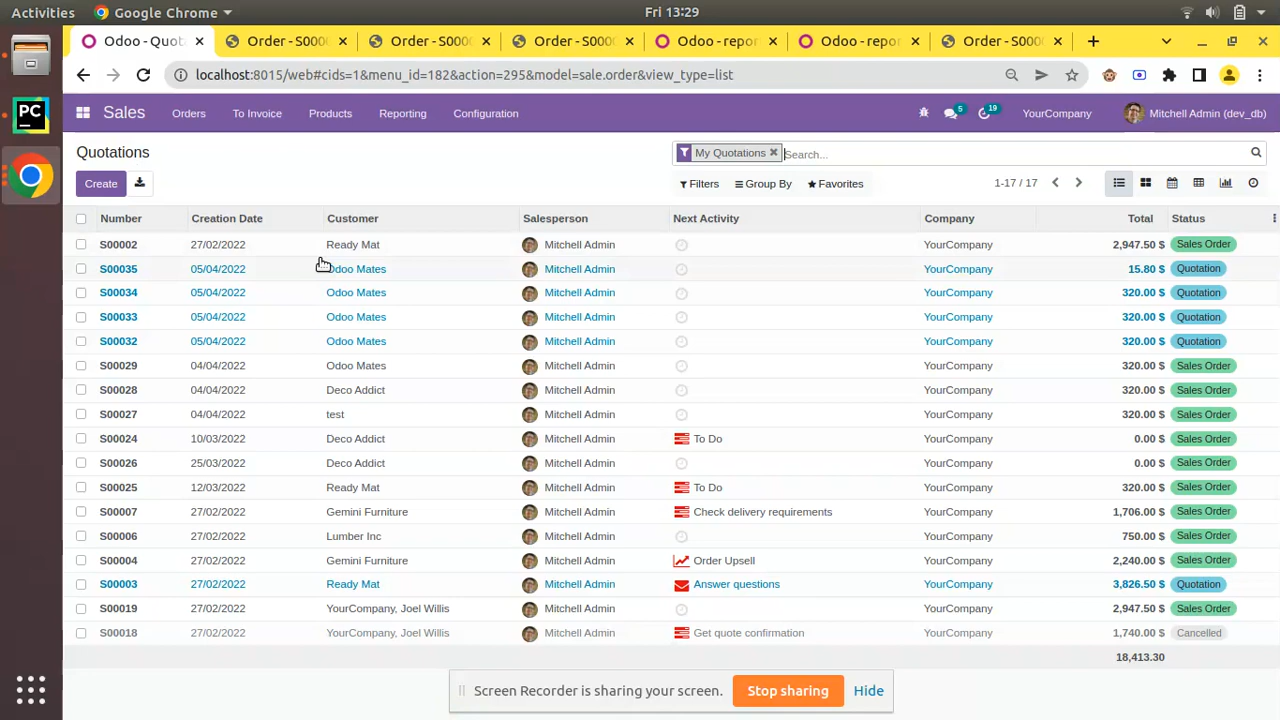 Activities Google Chrome Fri 13:29
Odoo - Quot Order - S000 Order - S000 Order - S000 Odoo - repor Odoo - repor Order - S000
localhost:8015/web#cids=1&menu_id=182&action=295&model=sale.order&view_type=list
Sales Orders To Invoice Products Reporting Configuration 5 19 YourCompany Mitchell Admin (dev_db)
Quotations My Quotations Search...
Create Filters Group By Favorites 1-17 / 17
Number Creation Date Customer Salesperson Next Activity Company Total Status
S00002 27/02/2022 Ready Mat Mitchell Admin YourCompany 2,947.50 $ Sales Order
S00035 05/04/2022 Odoo Mates Mitchell Admin YourCompany 15.80 $ Quotation
S00034 05/04/2022 Odoo Mates Mitchell Admin YourCompany 320.00 $ Quotation
S00033 05/04/2022 Odoo Mates Mitchell Admin YourCompany 320.00 $ Quotation
S00032 05/04/2022 Odoo Mates Mitchell Admin YourCompany 320.00 $ Quotation
S00029 04/04/2022 Odoo Mates Mitchell Admin YourCompany 320.00 $ Sales Order
S00028 04/04/2022 Deco Addict Mitchell Admin YourCompany 320.00 $ Sales Order
S00027 04/04/2022 test Mitchell Admin YourCompany 320.00 $ Sales Order
S00024 10/03/2022 Deco Addict Mitchell Admin To Do YourCompany 0.00 $ Sales Order
S00026 25/03/2022 Deco Addict Mitchell Admin YourCompany 0.00 $ Sales Order
S00025 12/03/2022 Ready Mat Mitchell Admin To Do YourCompany 320.00 $ Sales Order
S00007 27/02/2022 Gemini Furniture Mitchell Admin Check delivery requirements YourCompany 1,706.00 $ Sales Order
S00006 27/02/2022 Lumber Inc Mitchell Admin YourCompany 750.00 $ Sales Order
S00004 27/02/2022 Gemini Furniture Mitchell Admin Order Upsell YourCompany 2,240.00 $ Sales Order
S00003 27/02/2022 Ready Mat Mitchell Admin Answer questions YourCompany 3,826.50 $ Quotation
S00019 27/02/2022 YourCompany, Joel Willis Mitchell Admin YourCompany 2,947.50 $ Sales Order
S00018 27/02/2022 YourCompany, Joel Willis Mitchell Admin Get quote confirmation YourCompany 1,740.00 $ Cancelled
18,413.30
Screen Recorder is sharing your screen. Stop sharing Hide
PC